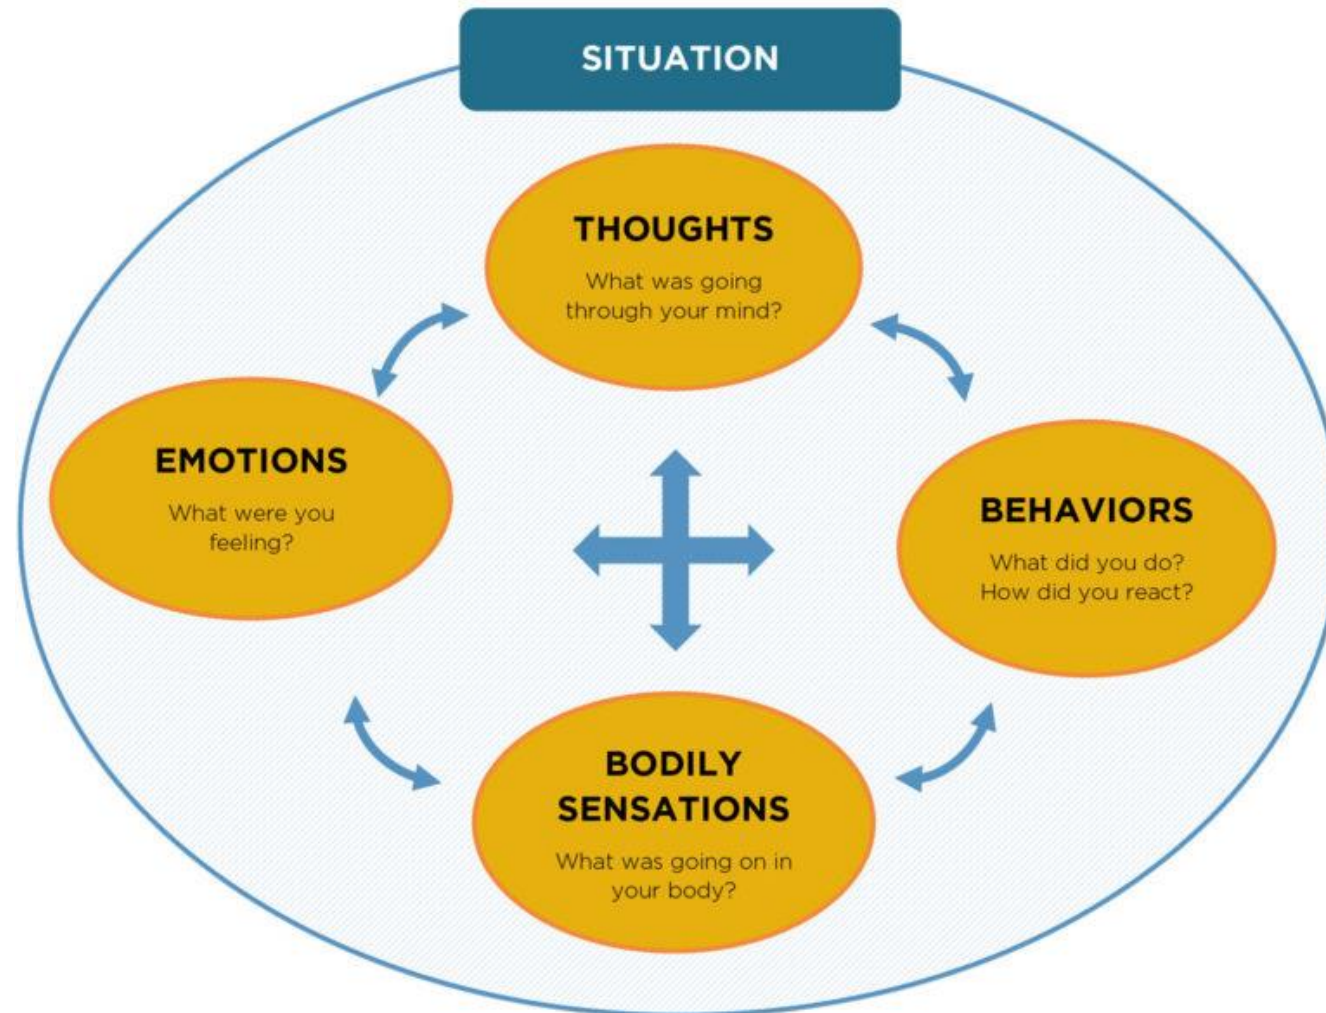 SITUATION
THOUGHTS
What was going
through your mind?
EMOTIONS
What were you
feeling?
BEHAVIORS
What did you do?
How did you react?
BODILY
SENSATIONS
What was going on in
your body?